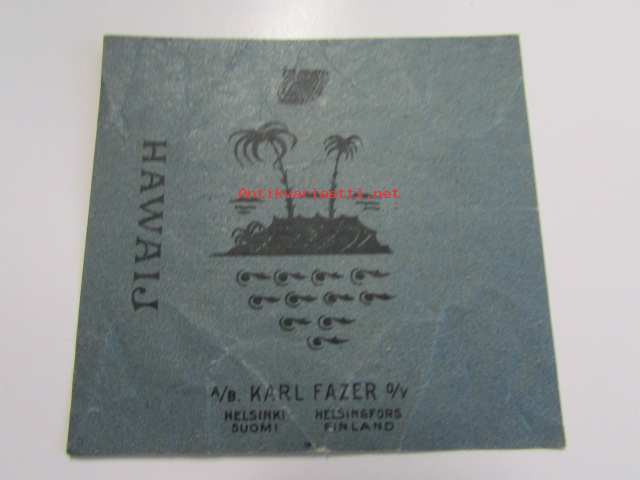 HAWAIJ
Antikvariaatti.net
A/B. KARL FAZER O/Y
HELSINKI HELSINGFORS
SUOMI FINLAND